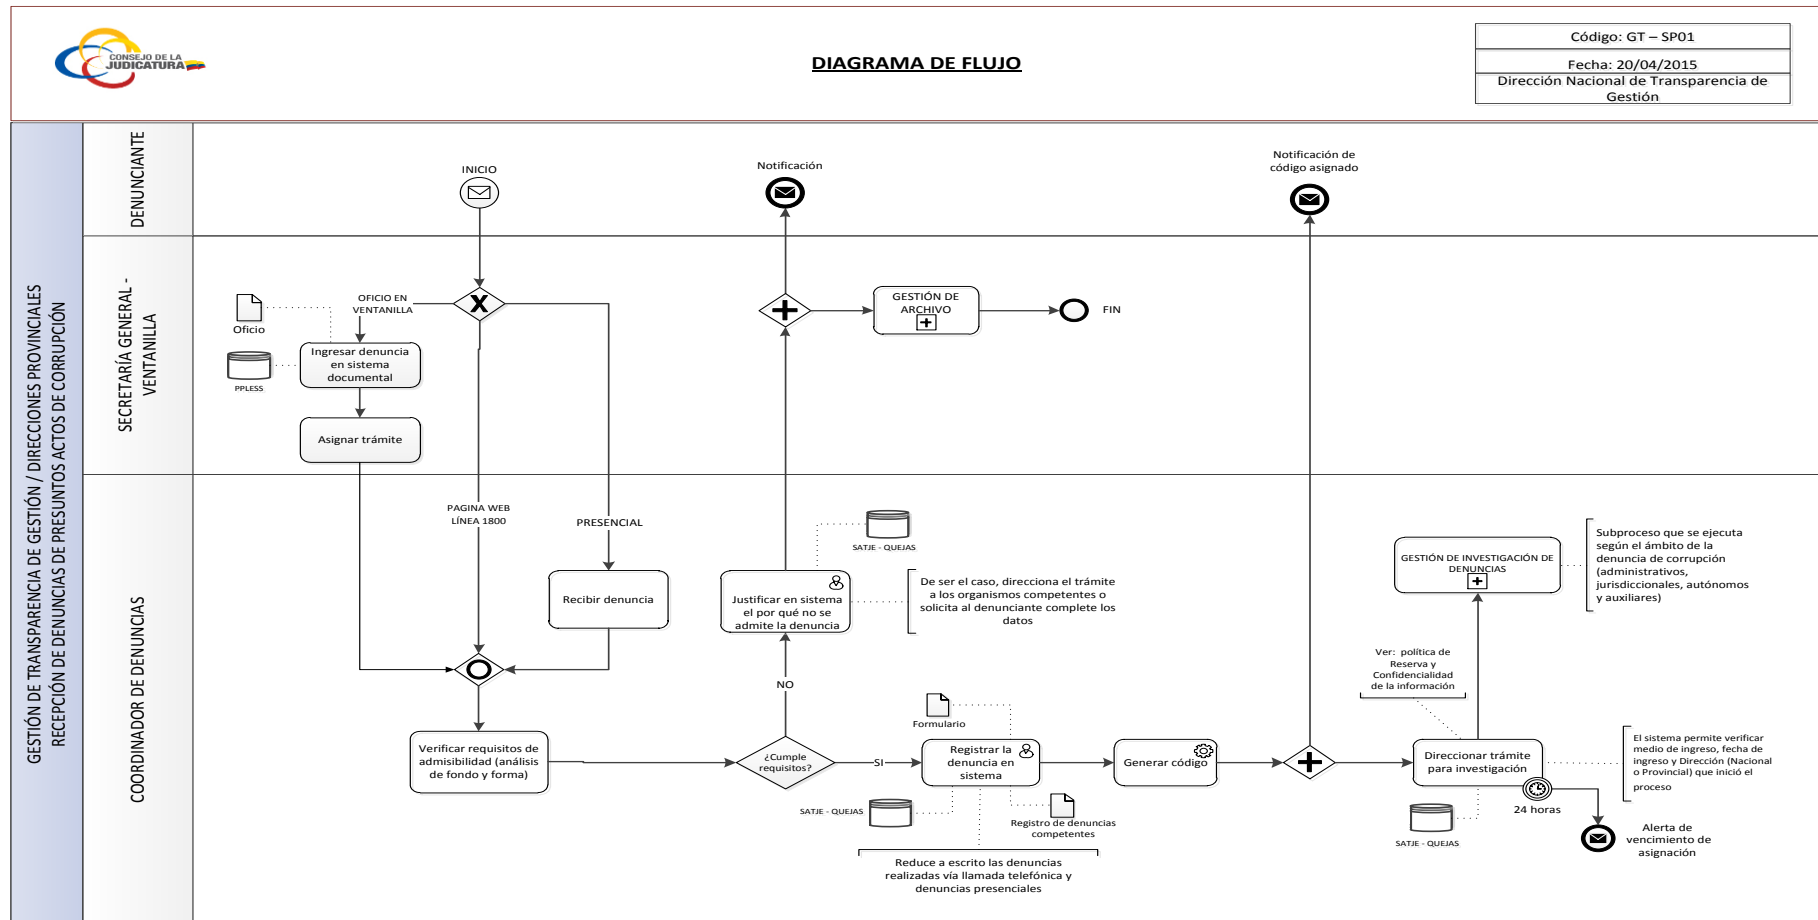 CONSEJO DE LA
JUDICATURA
DIAGRAMA DE FLUJO
Código: GT – SP01
Fecha: 20/04/2015
Dirección Nacional de Transparencia de
Gestión
GESTIÓN DE TRANSPARENCIA DE GESTIÓN / DIRECCIONES PROVINCIALES
RECEPCIÓN DE DENUNCIAS DE PRESUNTOS ACTOS DE CORRUPCIÓN
DENUNCIANTE
INICIO
Notificación
Notificación de
código asignado
SECRETARÍA GENERAL -
VENTANILLA
Oficio
PPLESS
OFICIO EN
VENTANILLA
X
Ingresar denuncia
en sistema
documental
Asignar trámite
GESTIÓN DE
ARCHIVO
FIN
COORDINADOR DE DENUNCIAS
PAGINA WEB
LÍNEA 1800
PRESENCIAL
Recibir denuncia
SATJE - QUEJAS
Justificar en sistema
el por qué no se
admite la denuncia
De ser el caso, direcciona el trámite
a los organismos competentes o
solicita al denunciante complete los
datos
GESTIÓN DE INVESTIGACIÓN DE
DENUNCIAS
Subproceso que se ejecuta
según el ámbito de la
denuncia de corrupción
(administrativos,
jurisdiccionales, autónomos
y auxiliares)
Ver:  política de
Reserva y
Confidencialidad
de la información
NO
Verificar requisitos de
admisibilidad (análisis
de fondo y forma)
¿Cumple
requisitos?
SI
Formulario
Registrar la
denuncia en
sistema
Generar código
Direccionar trámite
para investigación
El sistema permite verificar
medio de ingreso, fecha de
ingreso y Dirección (Nacional
o Provincial) que inició el
proceso
SATJE - QUEJAS
Registro de denuncias
competentes
Reduce a escrito las denuncias
realizadas vía llamada telefónica y
denuncias presenciales
24 horas
SATJE - QUEJAS
Alerta de
vencimiento de
asignación